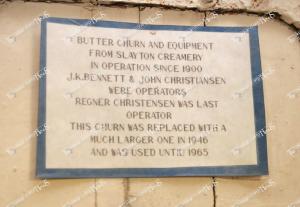 BUTTER CHURN AND EQUIPMENT
FROM SLAYTON CREAMERY
IN OPERATION SINCE 1900
J.K. BENNETT & JOHN CHRISTIANSEN
WERE OPERATORS
REGNER CHRISTENSEN WAS LAST
OPERATOR
THIS CHURN WAS REPLACED WITH A
MUCH LARGER ONE IN 1946
AND WAS USED UNTIL 1965